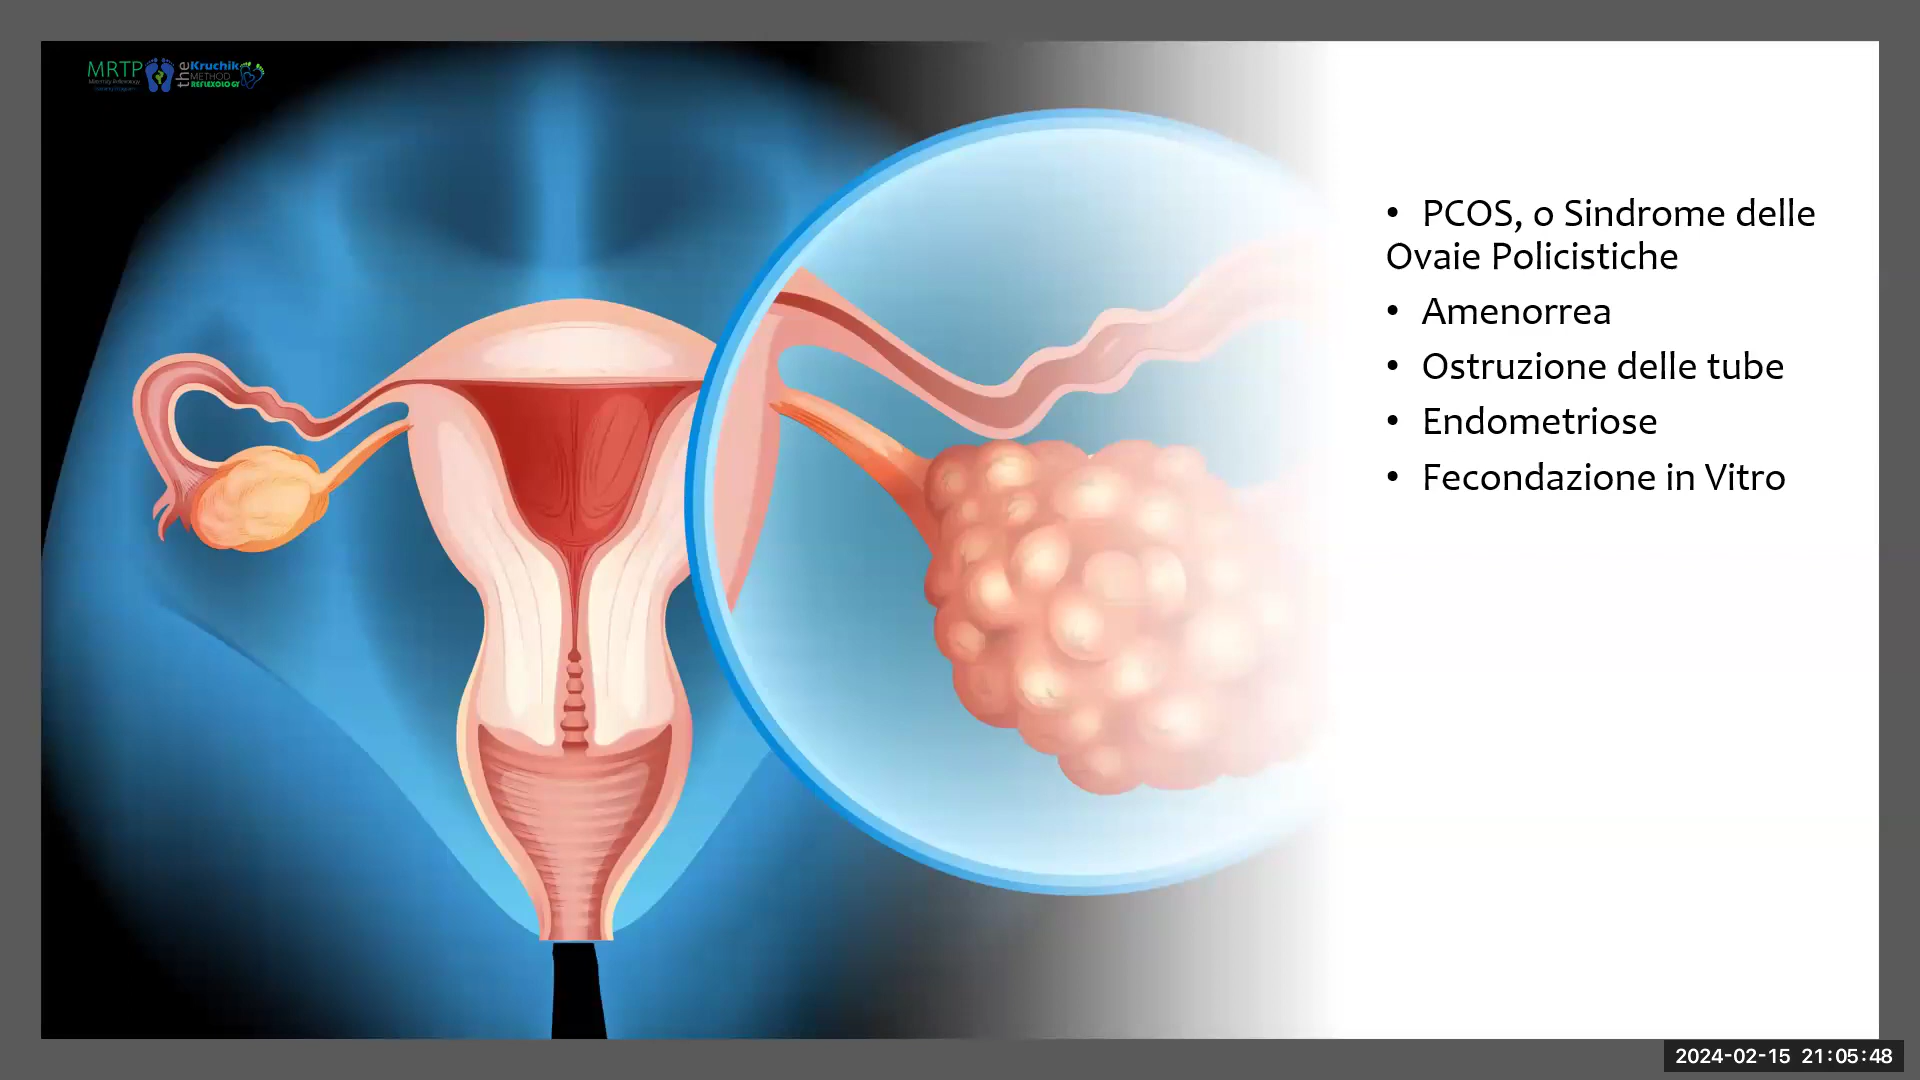 MRTP
the Kruchik
METHOD
REFLEXOLOGY
• PCOS, o Sindrome delle
Ovaie Policistiche
• Amenorrea
• Ostruzione delle tube
• Endometriose
• Fecondazione in Vitro
2024-02-15 21:05:48